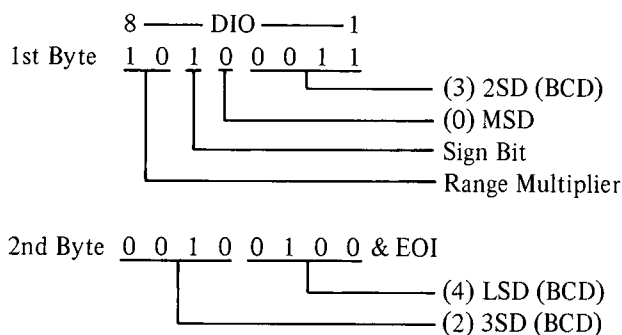 8 — DIO — 1
1st Byte 1 0 1 0 0 0 1 1
(3) 2SD (BCD)
(0) MSD
Sign Bit
Range Multiplier
2nd Byte 0 0 1 0 0 1 0 0 & EOI
(4) LSD (BCD)
(2) 3SD (BCD)